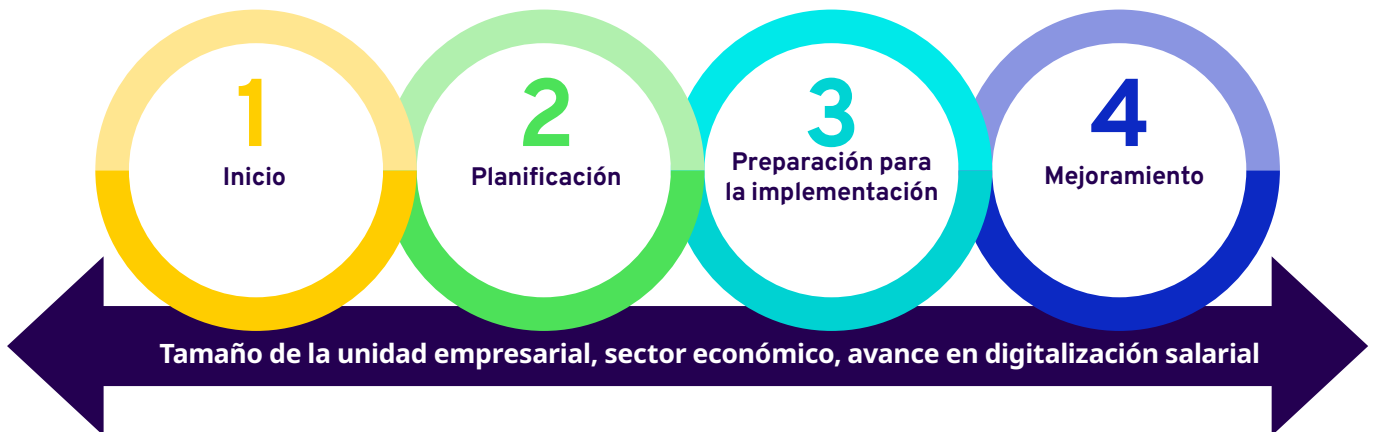 1
Inicio
2
Planificación
3
Preparación para
la implementación
4
Mejoramiento
Tamaño de la unidad empresarial, sector económico, avance en digitalización salarial